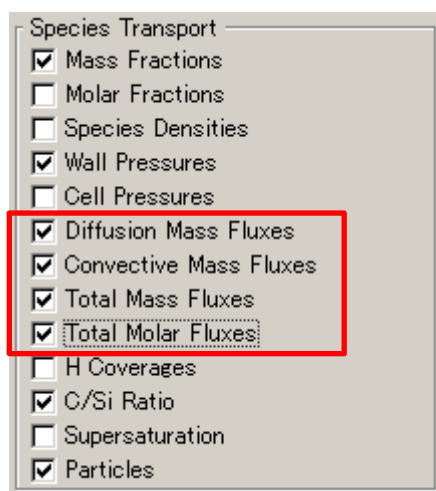 Species Transport
Mass Fractions
Molar Fractions
Species Densities
Wall Pressures
Cell Pressures
Diffusion Mass Fluxes
Convective Mass Fluxes
Total Mass Fluxes
Total Molar Fluxes
H Coverages
C/Si Ratio
Supersaturation
Particles